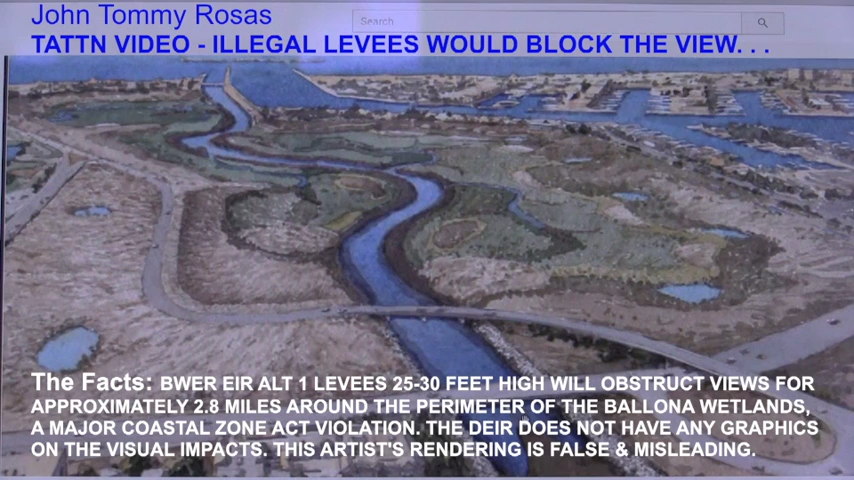 John Tommy Rosas
Search
TATTN VIDEO - ILLEGAL LEVEES WOULD BLOCK THE VIEW. . .
The Facts: BWER EIR ALT 1 LEVEES 25-30 FEET HIGH WILL OBSTRUCT VIEWS FOR
APPROXIMATELY 2.8 MILES AROUND THE PERIMETER OF THE BALLONA WETLANDS,
A MAJOR COASTAL ZONE ACT VIOLATION. THE DEIR DOES NOT HAVE ANY GRAPHICS
ON THE VISUAL IMPACTS. THIS ARTIST'S RENDERING IS FALSE & MISLEADING.